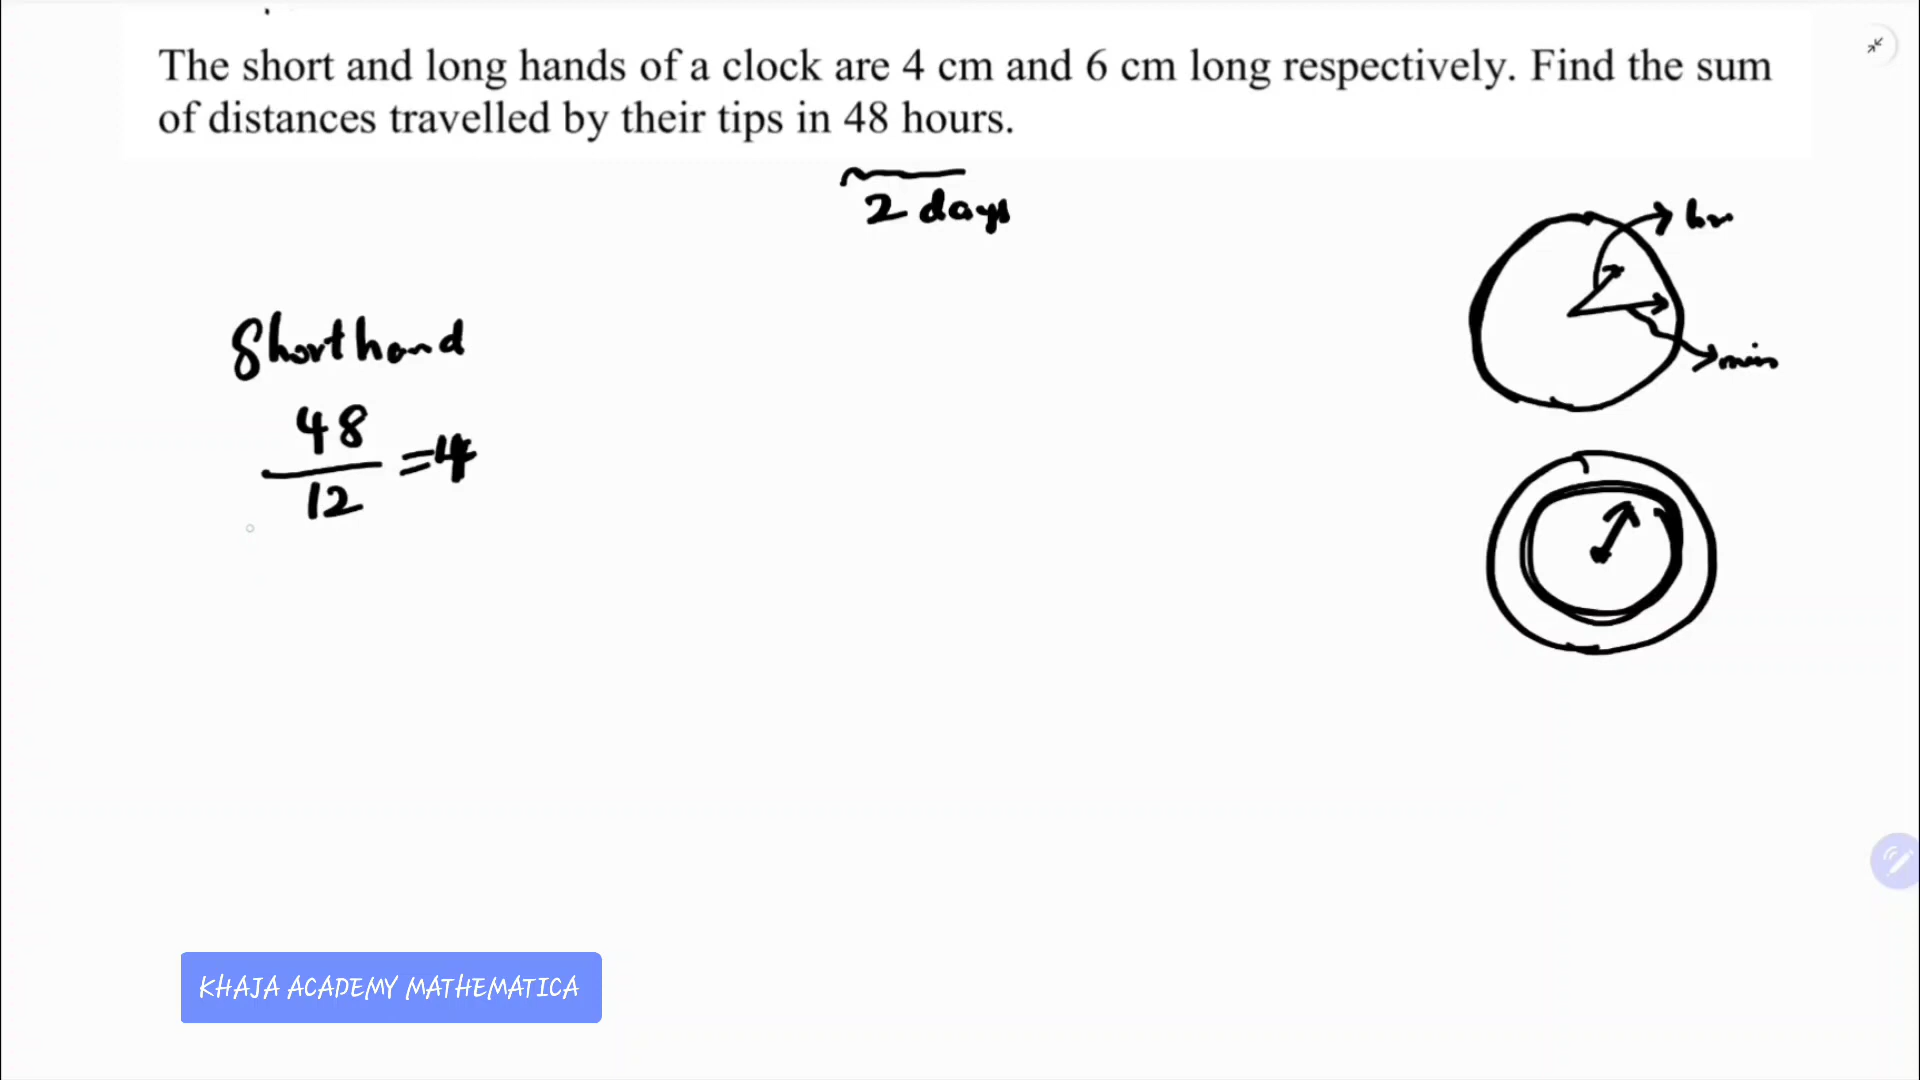 The short and long hands of a clock are 4 cm and 6 cm long respectively. Find the sum
of distances travelled by their tips in 48 hours.
2 days
hr
min
Short hand
48
=4
12
KHAJA ACADEMY MATHEMATICA